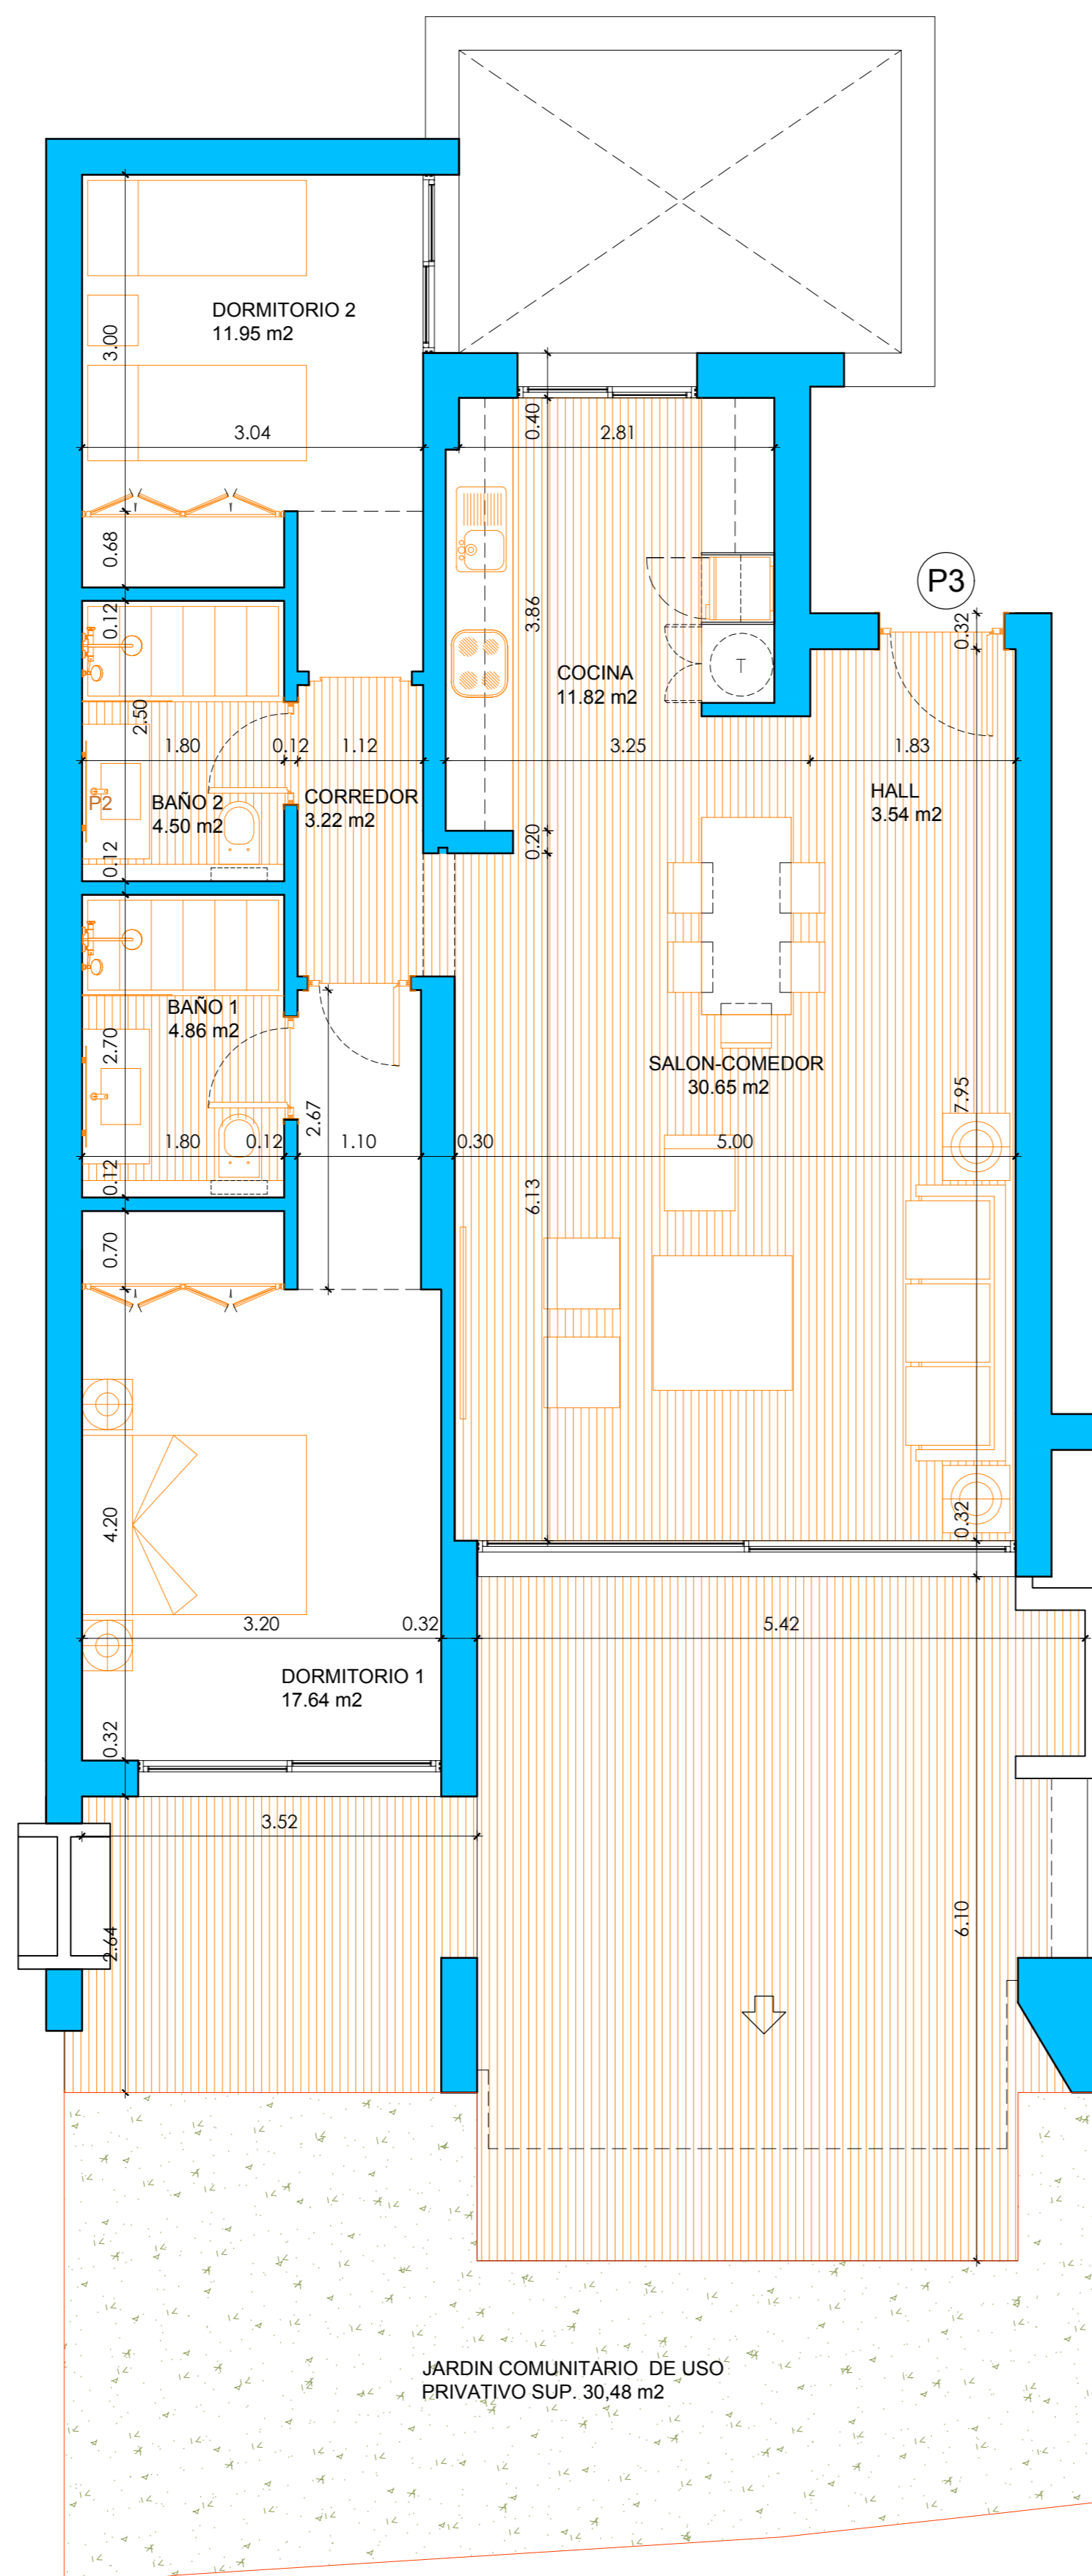 DORMITORIO 2
11.95 m2
3.00
3.04
0.40
2.81
0.68
P3
0.12
3.86
0.32
COCINA
11.82 m2
T
2.50
1.80
0.12
1.12
3.25
1.83
P2
BAÑO 2
4.50 m2
CORREDOR
3.22 m2
HALL
3.54 m2
0.12
0.20
BAÑO 1
4.86 m2
2.70
SALON-COMEDOR
30.65 m2
7.95
2.67
1.80
0.12
1.10
0.30
5.00
0.12
6.13
0.70
4.20
0.32
3.20
0.32
5.42
DORMITORIO 1
17.64 m2
0.32
3.52
2.64
6.10
JARDIN COMUNITARIO DE USO
PRIVATIVO SUP. 30,48 m2